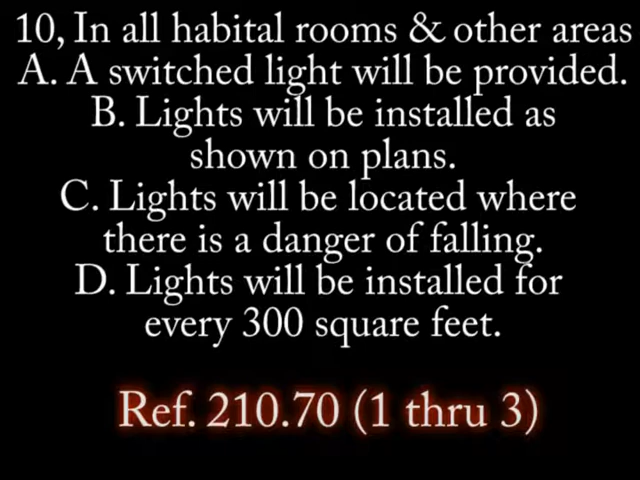 10, In all habital rooms & other areas
A. A switched light will be provided.
B. Lights will be installed as
shown on plans.
C. Lights will be located where
there is a danger of falling.
D. Lights will be installed for
every 300 square feet.
Ref. 210.70 (1 thru 3)